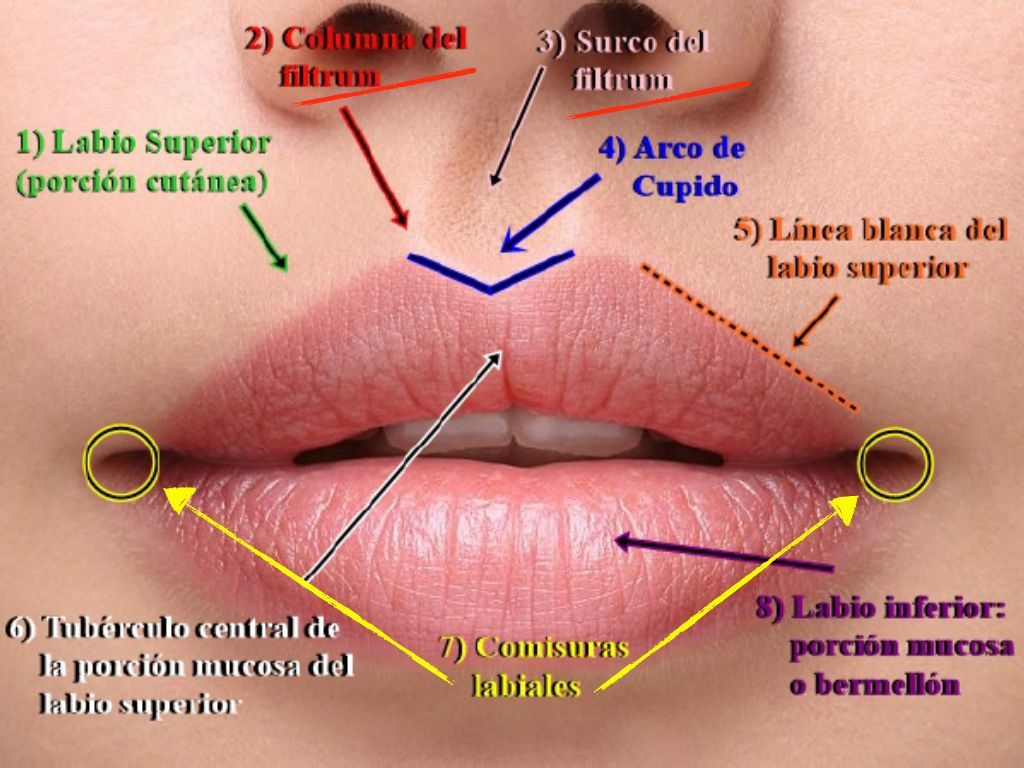 2) Columna del
filtrum
3) Surco del
filtrum
1) Labio Superior
(porción cutánea)
4) Arco de
Cupido
5) Línea blanca del
labio superior
6) Tubérculo central de
la porción mucosa del
labio superior
7) Comisuras
labiales
8) Labio inferior:
porción mucosa
o bermellón